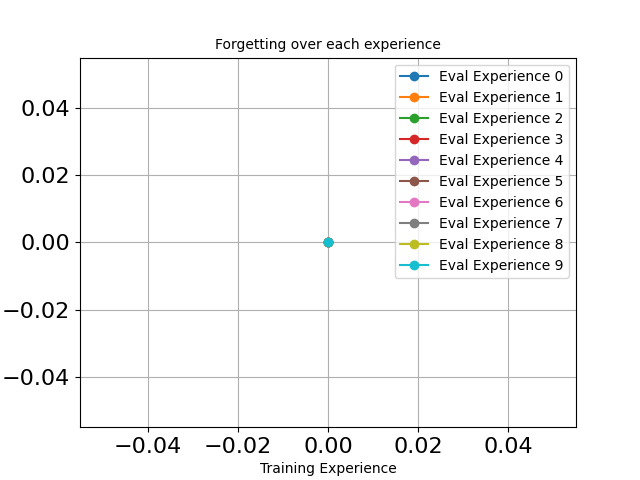 Forgetting over each experience
0.04
0.02
0.00
−0.02
−0.04
Eval Experience 0
Eval Experience 1
Eval Experience 2
Eval Experience 3
Eval Experience 4
Eval Experience 5
Eval Experience 6
Eval Experience 7
Eval Experience 8
Eval Experience 9
−0.04 −0.02 0.00 0.02 0.04
Training Experience